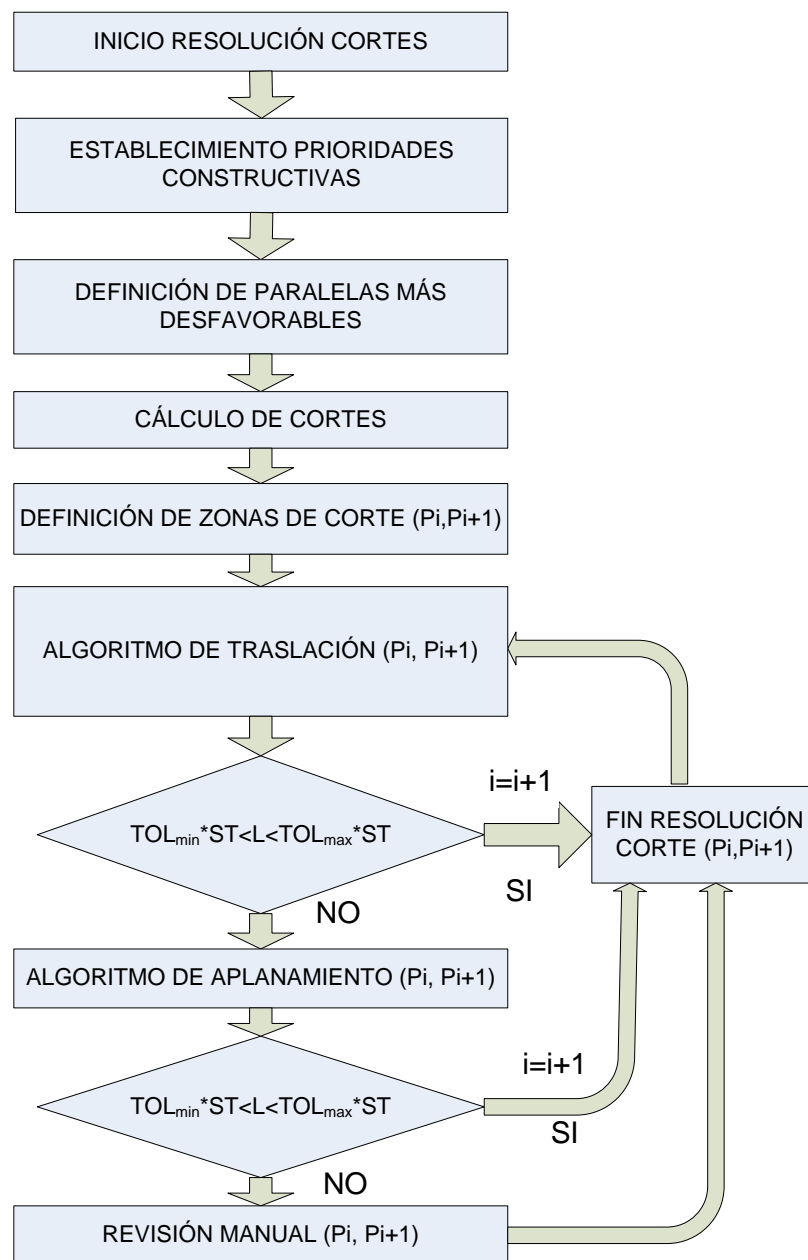 INICIO RESOLUCIÓN CORTES
ESTABLECIMIENTO PRIORIDADES
CONSTRUCTIVAS
DEFINICIÓN DE PARALELAS MÁS
DESFAVORABLES
CÁLCULO DE CORTES
DEFINICIÓN DE ZONAS DE CORTE (Pi,Pi+1)
ALGORITMO DE TRASLACIÓN (Pi, Pi+1)
TOLmin*ST<L<TOLmax*ST
i=i+1
SI
FIN RESOLUCIÓN
CORTE (Pi,Pi+1)
NO
ALGORITMO DE APLANAMIENTO (Pi, Pi+1)
TOLmin*ST<L<TOLmax*ST
i=i+1
SI
NO
REVISIÓN MANUAL (Pi, Pi+1)